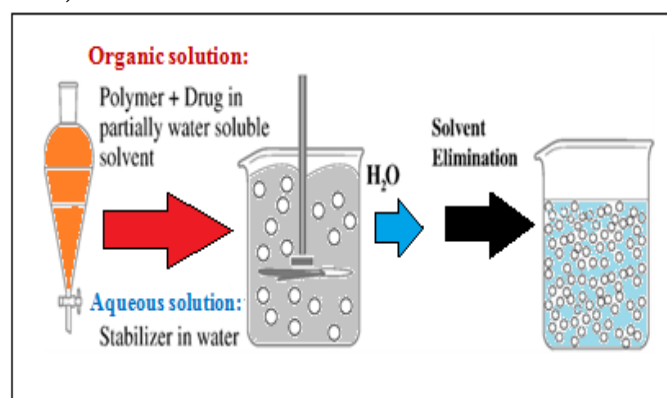 Organic solution:
Polymer + Drug in
partially water soluble
solvent
Aqueous solution:
Stabilizer in water
H₂O
Solvent
Elimination